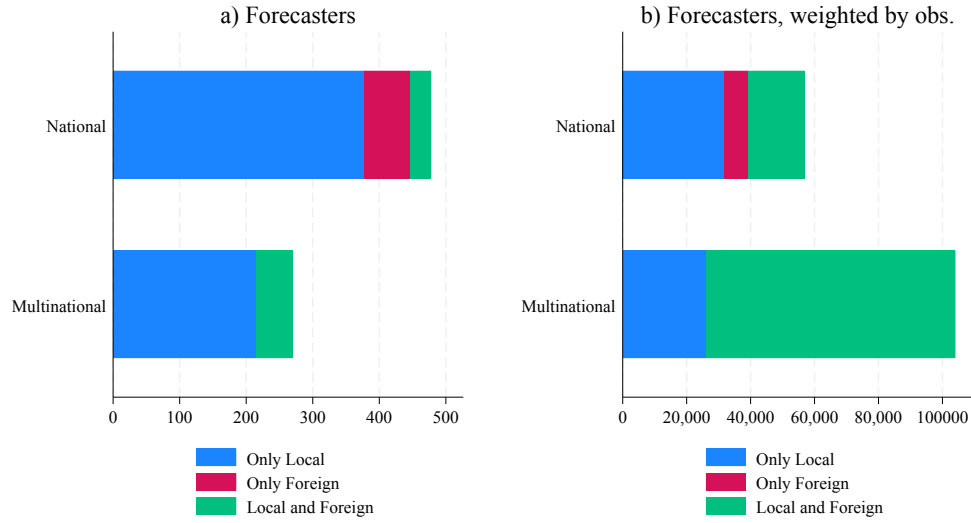 a) Forecasters
National
Multinational
0 100 200 300 400 500
Only Local
Only Foreign
Local and Foreign
b) Forecasters, weighted by obs.
National
Multinational
0 20,000 40,000 60,000 80,000 100000
Only Local
Only Foreign
Local and Foreign